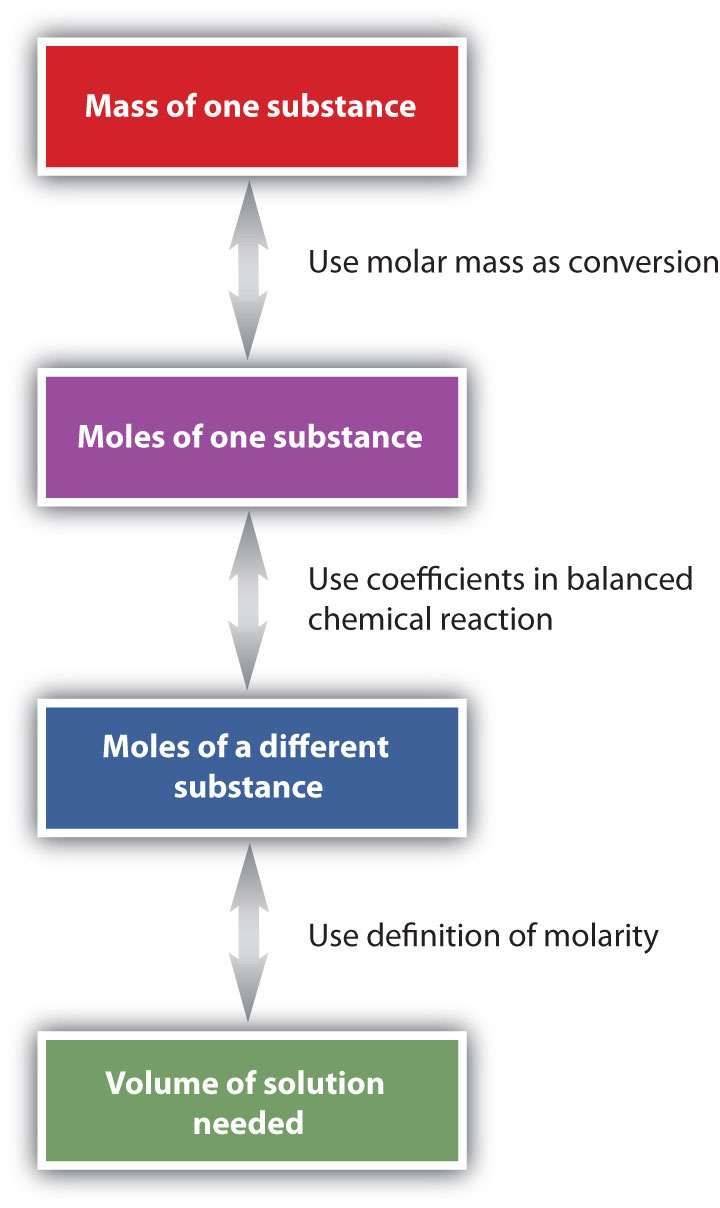 Mass of one substance
Use molar mass as conversion
Moles of one substance
Use coefficients in balanced
chemical reaction
Moles of a different
substance
Use definition of molarity
Volume of solution
needed